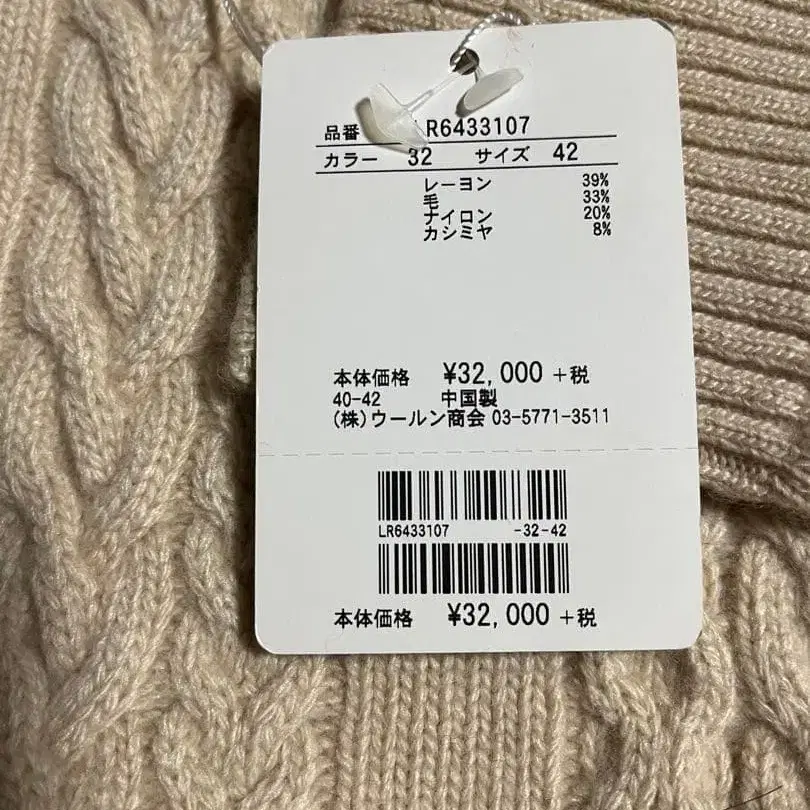 品番 LR6433107
カラー 32 サイズ 42
レーヨン 39%
毛 33%
ナイロン 20%
カシミヤ 8%
本体価格 ¥32,000 +税
40-42 中国製
(株)ウールン商会 03-5771-3511
LR6433107 -32-42
本体価格 ¥32,000 +税